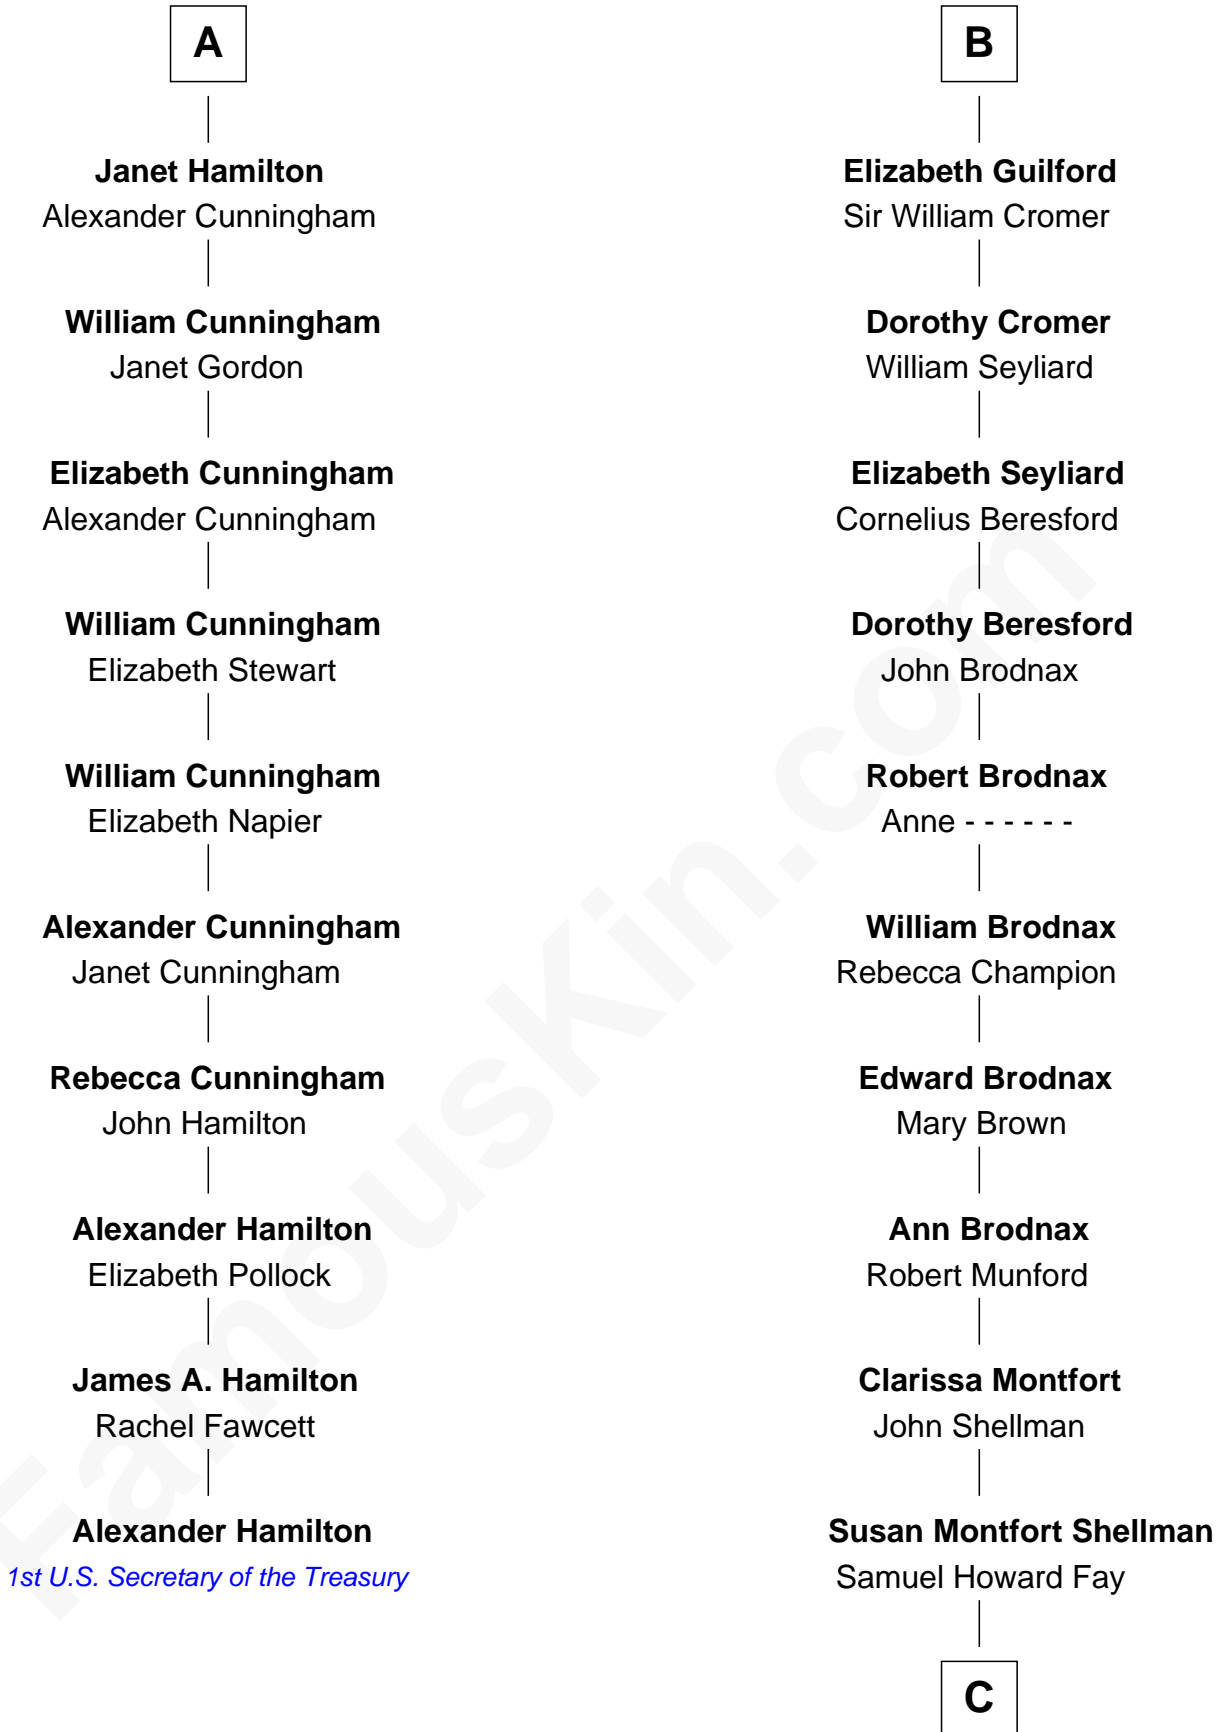 A
Janet Hamilton
Alexander Cunningham
William Cunningham
Janet Gordon
Elizabeth Cunningham
Alexander Cunningham
William Cunningham
Elizabeth Stewart
William Cunningham
Elizabeth Napier
Alexander Cunningham
Janet Cunningham
Rebecca Cunningham
John Hamilton
Alexander Hamilton
Elizabeth Pollock
James A. Hamilton
Rachel Fawcett
Alexander Hamilton
1st U.S. Secretary of the Treasury
B
Elizabeth Guilford
Sir William Cromer
Dorothy Cromer
William Seyliard
Elizabeth Seyliard
Cornelius Beresford
Dorothy Beresford
John Brodnax
Robert Brodnax
Anne - - - - - -
William Brodnax
Rebecca Champion
Edward Brodnax
Mary Brown
Ann Brodnax
Robert Munford
Clarissa Montfort
John Shellman
Susan Montfort Shellman
Samuel Howard Fay
C
FamousKin.com